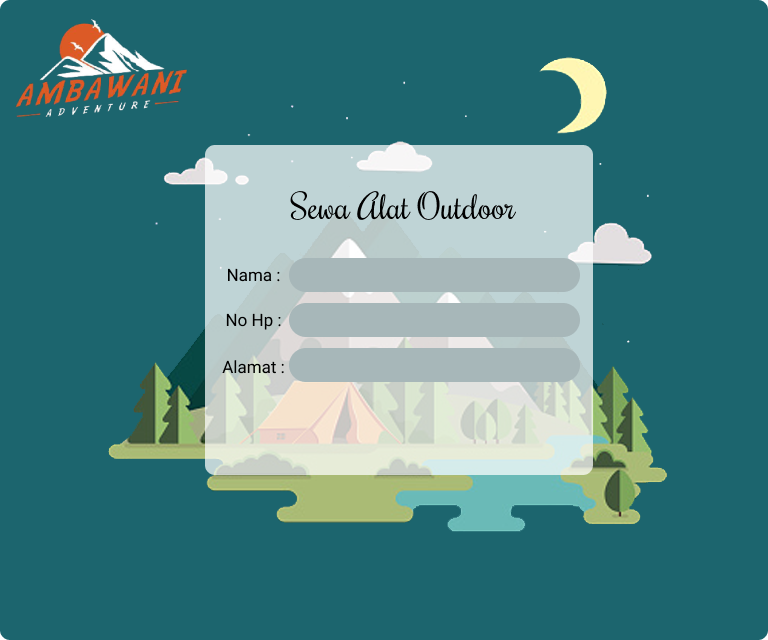 AMBAWANI
ADVENTURE
Sewa Alat Outdoor
Nama :
No Hp :
Alamat :